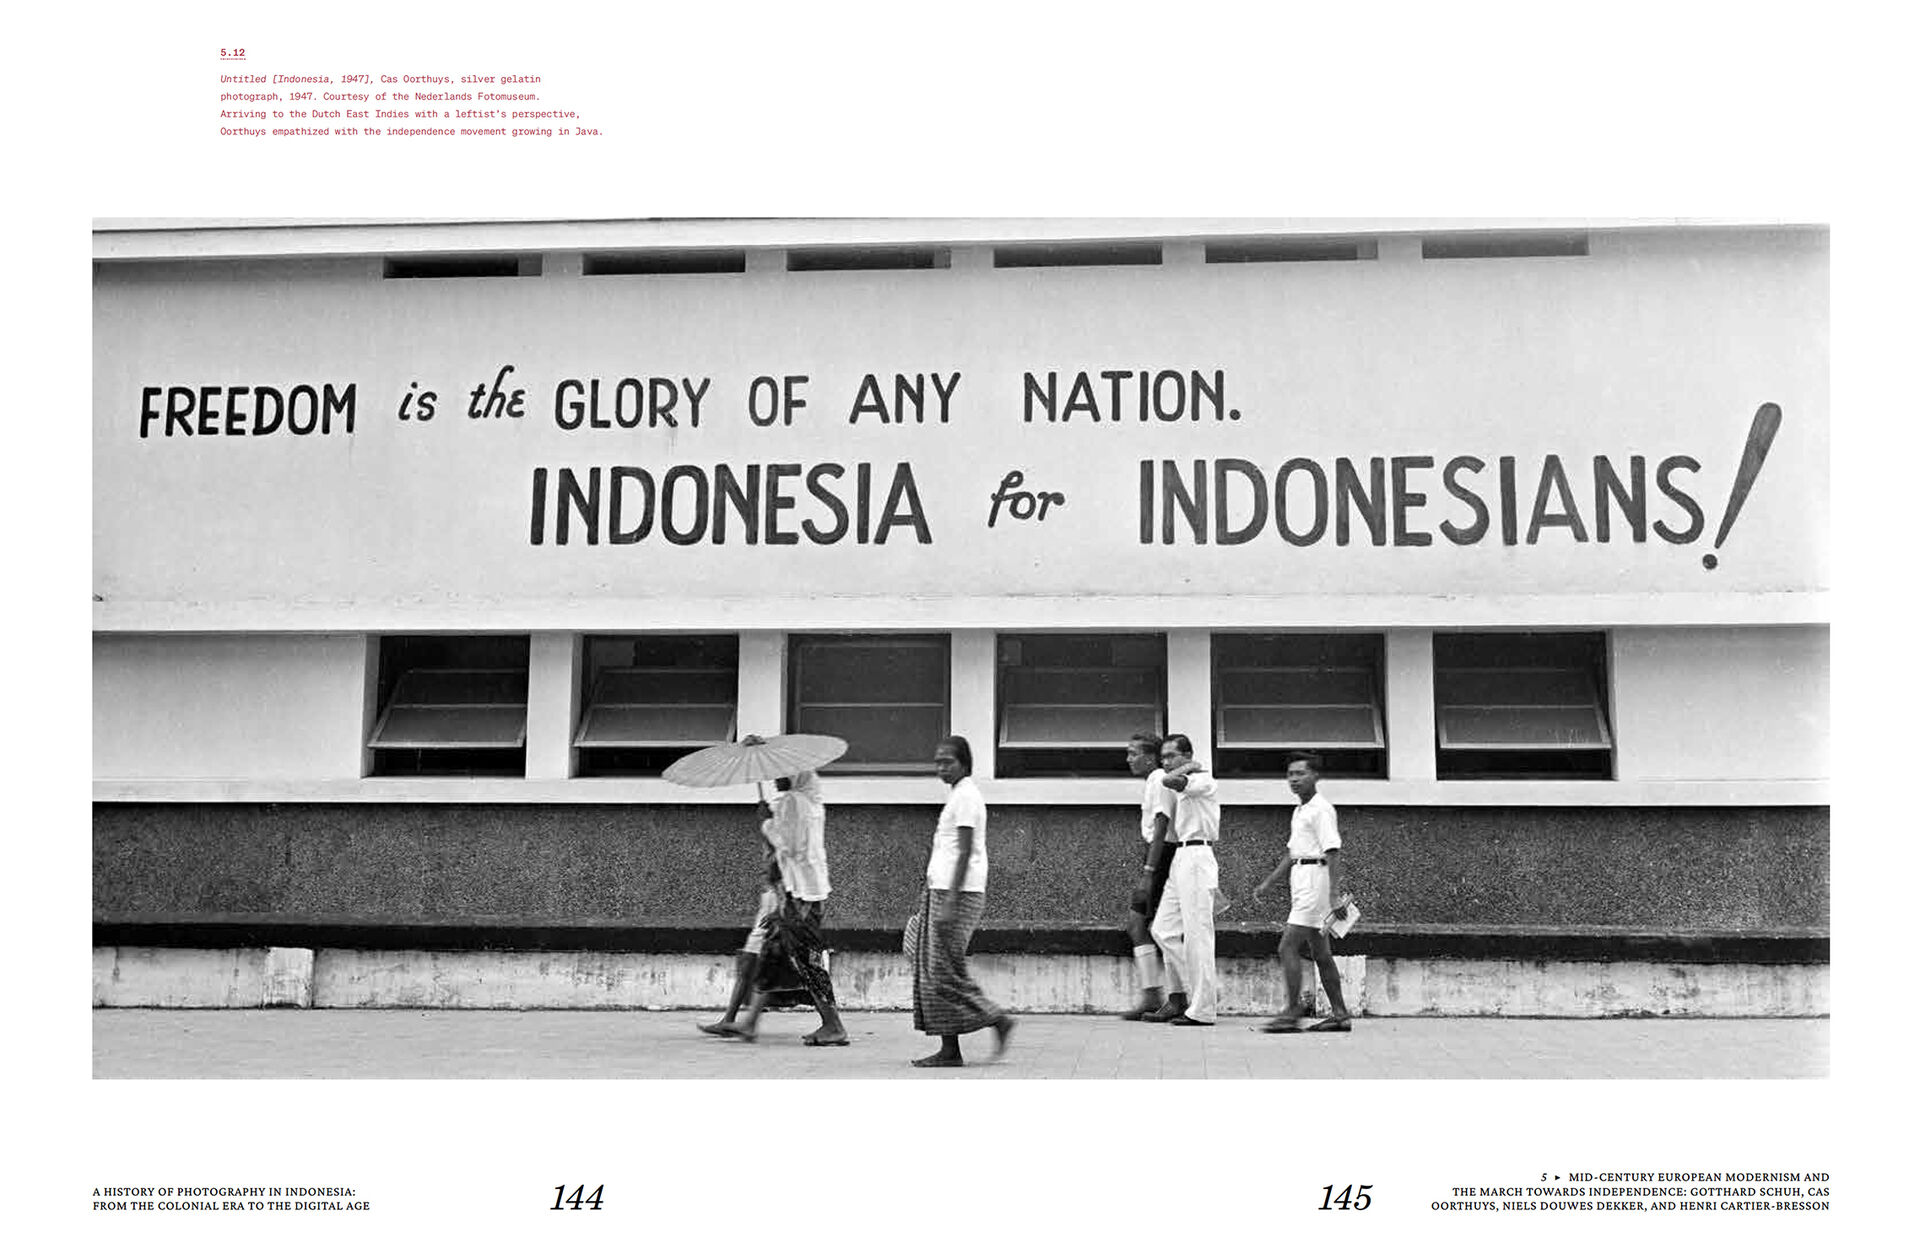 5.12
Untitled [Indonesia, 1947], Cas Oorthuys, silver gelatin
photograph, 1947. Courtesy of the Nederlands Fotomuseum.
Arriving to the Dutch East Indies with a leftist's perspective,
Oorthuys empathized with the independence movement growing in Java.
FREEDOM is the GLORY OF ANY NATION.
INDONESIA for INDONESIANS!
A HISTORY OF PHOTOGRAPHY IN INDONESIA:
FROM THE COLONIAL ERA TO THE DIGITAL AGE
144
145
5 ► MID-CENTURY EUROPEAN MODERNISM AND
THE MARCH TOWARDS INDEPENDENCE: GOTTHARD SCHUH, CAS
OORTHUYS, NIELS DOUWES DEKKER, AND HENRI CARTIER-BRESSON